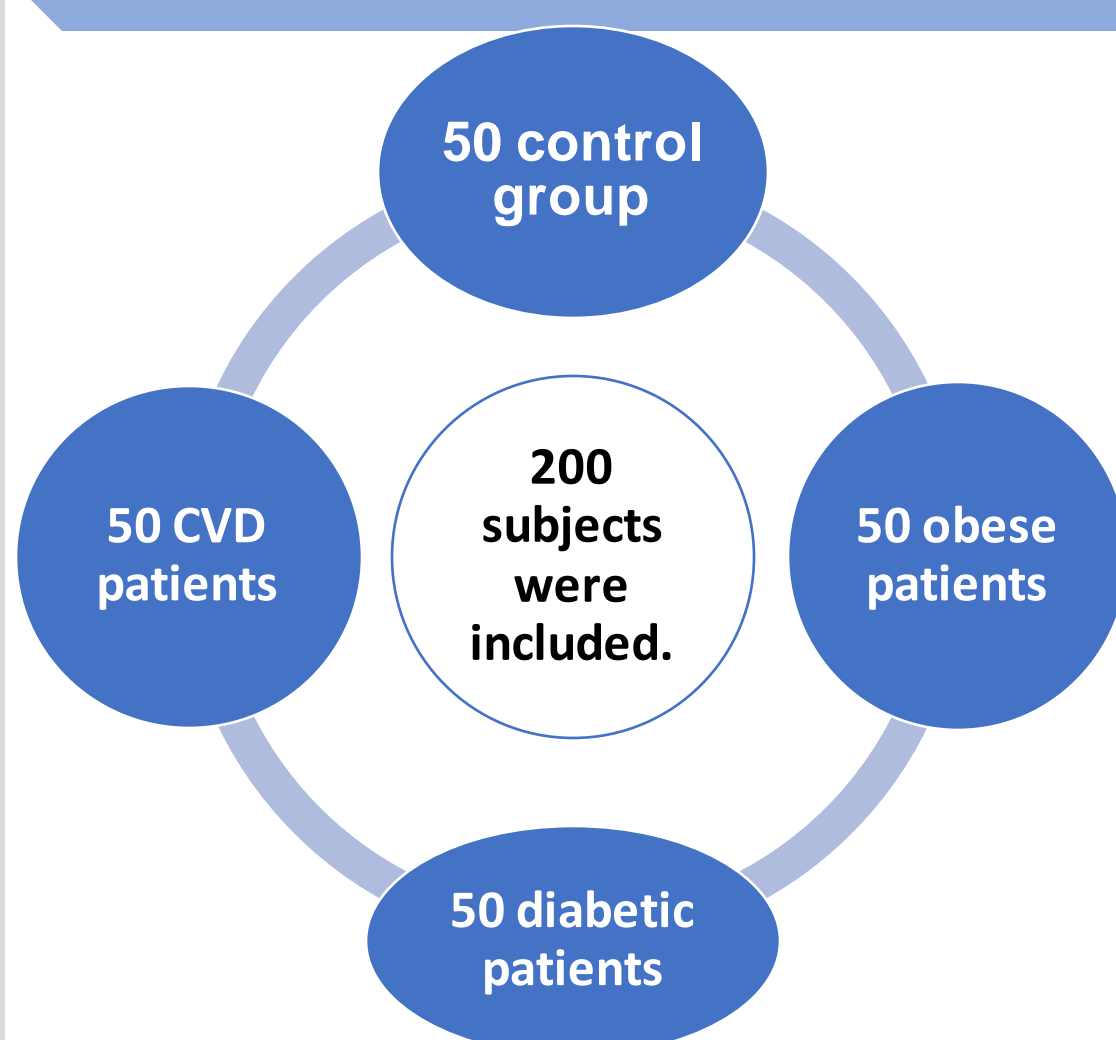 50 control
group
50 CVD
patients
200
subjects
were
included.
50 obese
patients
50 diabetic
patients